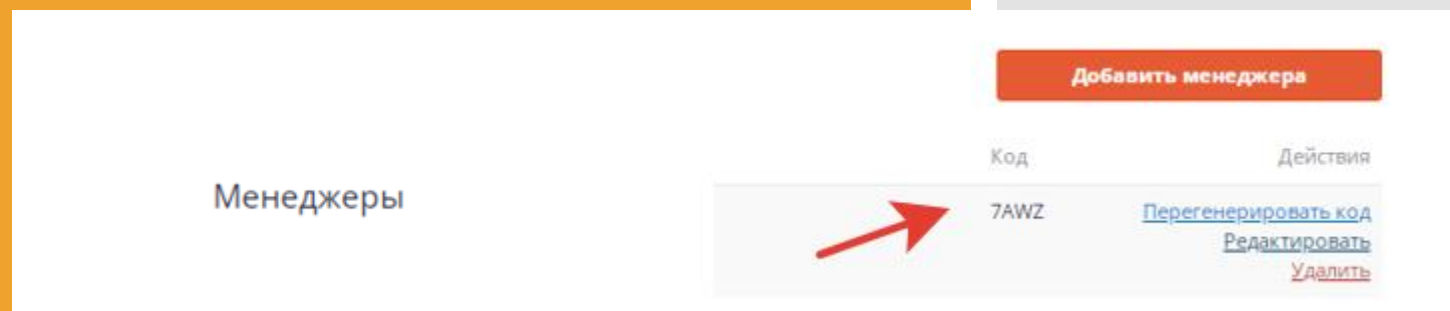 Добавить менеджера
Код Действия
Менеджеры
7AWZ Перегенерировать код
Редактировать
Удалить